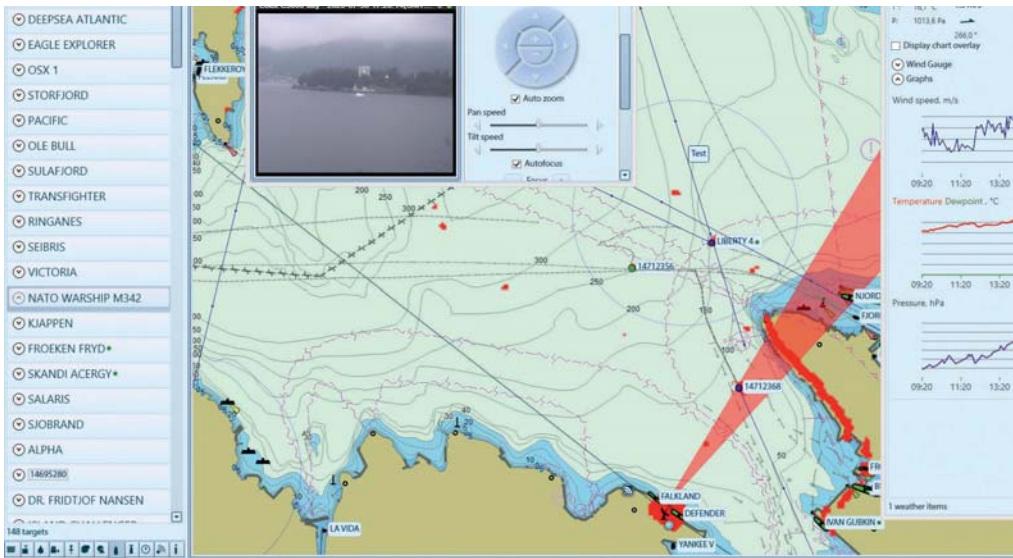 DEEPSEA ATLANTIC
EAGLE EXPLORER
OSX 1
STORFJORD
PACIFIC
OLE BULL
SULAFJORD
TRANSFIGHTER
RINGANES
SEIBRIS
VICTORIA
NATO WARSHIP M342
KJAPPEN
FROEKEN FRYD
SKANDI ACERGY
SALARIS
SJOBRAND
ALPHA
14695280
DR. FRIDTJOF NANSEN
148 targets
FLEKKEROY
Auto zoom
Pan speed
Tilt speed
Autofocus
Test
LIBERTY 4
14712356
14712368
250
200
250
300
300
250
200
150
100
NJORD
FALKLAND
DEFENDER
YANKEE V
IVAN GUBKIN
LA VIDA
P: 1013,6 Pa
266,0°
Display chart overlay
Wind Gauge
Graphs
Wind speed, m/s
09:20 11:20 13:20
Temperature Dewpoint, °C
09:20 11:20 13:20
Pressure, hPa
09:20 11:20 13:20
1 weather items